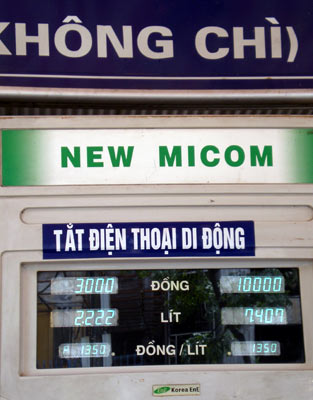 KHÔNG CHÌ)
NEW MICOM
TẮT ĐIỆN THOẠI DI ĐỘNG
3000 ĐỒNG 10000
2.222 LÍT 7.407
A 1350. ĐỒNG / LÍT . 1350
Korea EnE